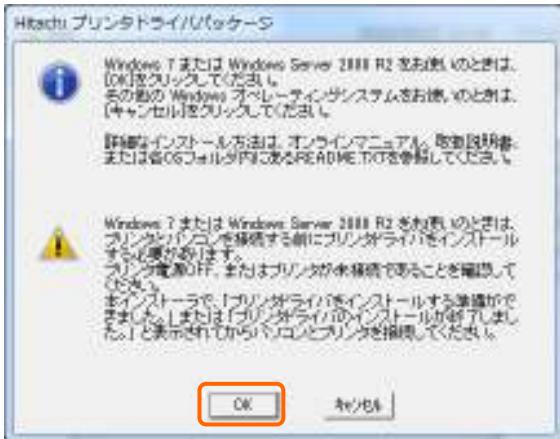 Hitachi プリンタドライバパッケージ
Windows 7 または Windows Server 2008 R2 をお使いのときは、
[OK]をクリックしてください。
その他の Windows オペレーティングシステムをお使いのときは、
[キャンセル]をクリックしてください。
詳細なインストール方法は、オンラインマニュアル、取扱説明書、
または各OSフォルダ内にあるREADME.TXTを参照してください。
Windows 7 または Windows Server 2008 R2 をお使いのときは、
プリンタとパソコンを接続する前にプリンタドライバをインストール
する必要があります。
プリンタ電源OFF、またはプリンタが未接続であることを確認して
ください。
本インストーラで、「プリンタドライバをインストールする準備がで
きました。」または「プリンタドライバのインストールが終了しまし
た。」と表示されてからパソコンとプリンタを接続してください。
OK
キャンセル